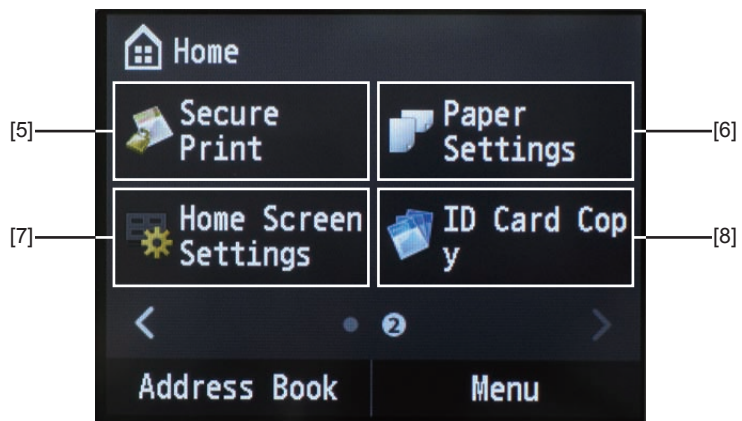 Home
[5] Secure
Print
Paper [6]
Settings
[7] Home Screen
Settings
ID Card Cop [8]
y
2
Address Book
Menu